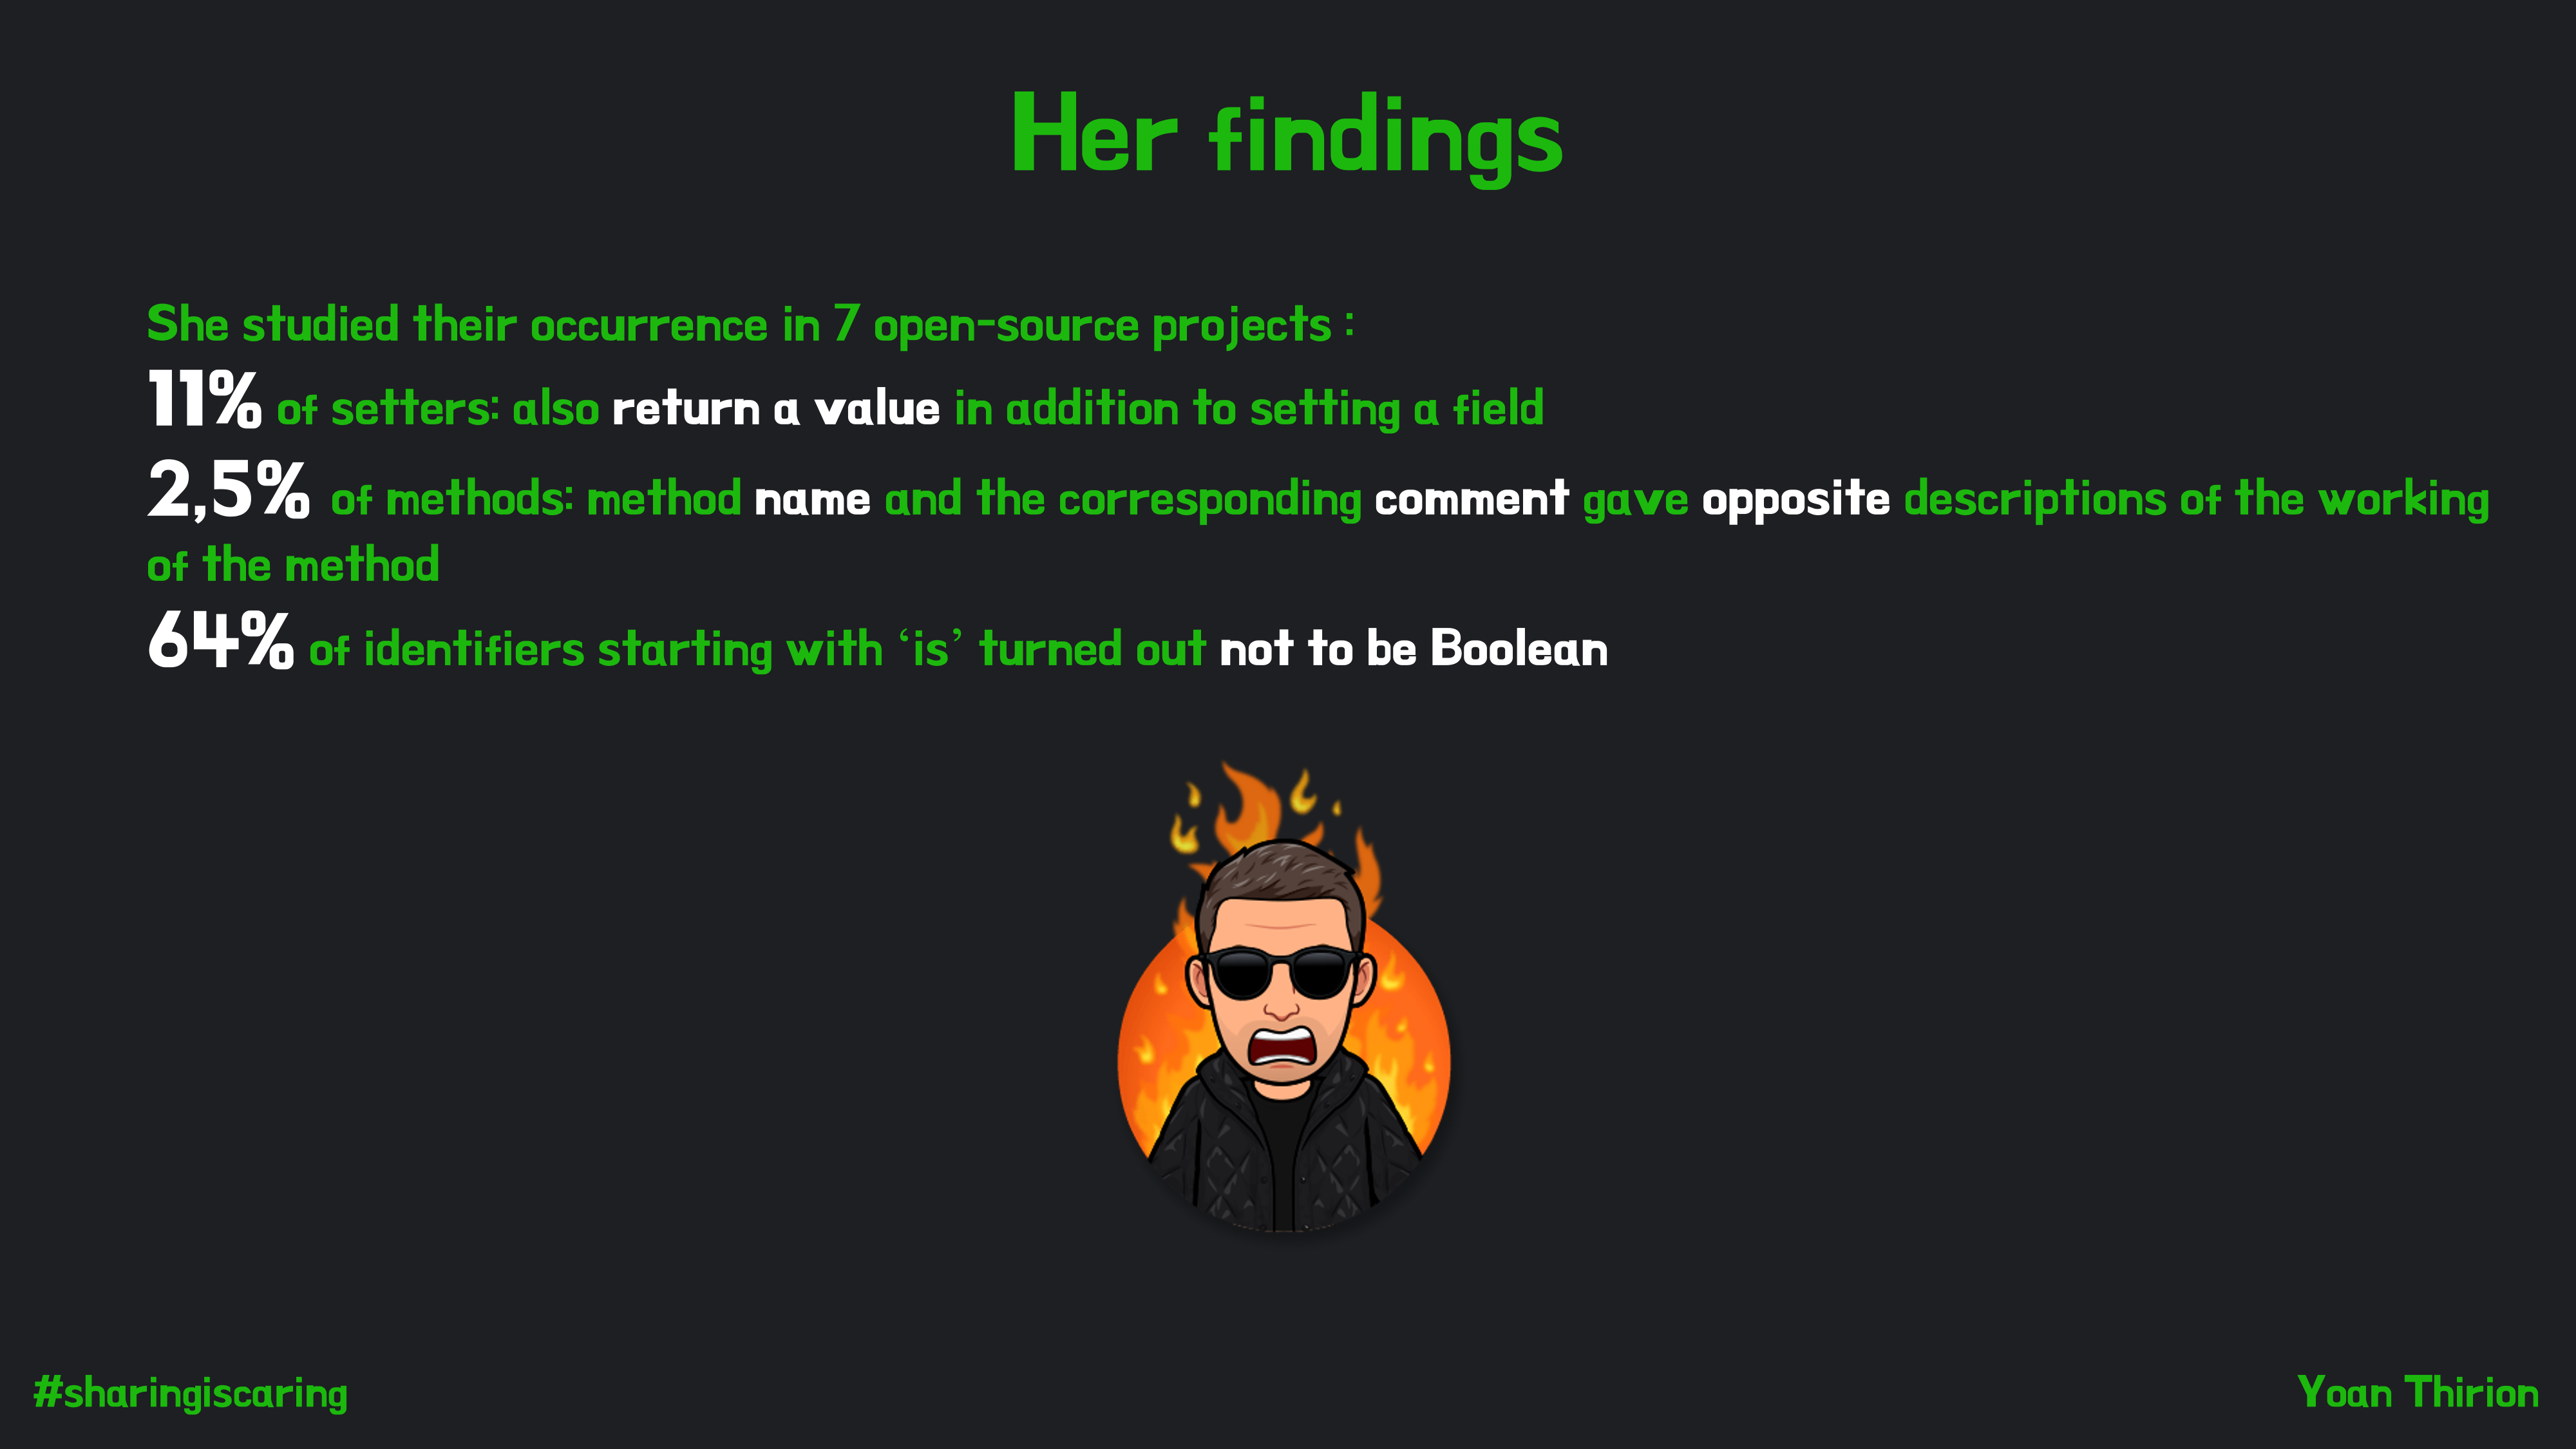 Her findings
She studied their occurrence in 7 open-source projects :
11% of setters: also return a value in addition to setting a field
2,5% of methods: method name and the corresponding comment gave opposite descriptions of the working
of the method
64% of identifiers starting with ‘is’ turned out not to be Boolean
#sharingiscaring
Yoan Thirion